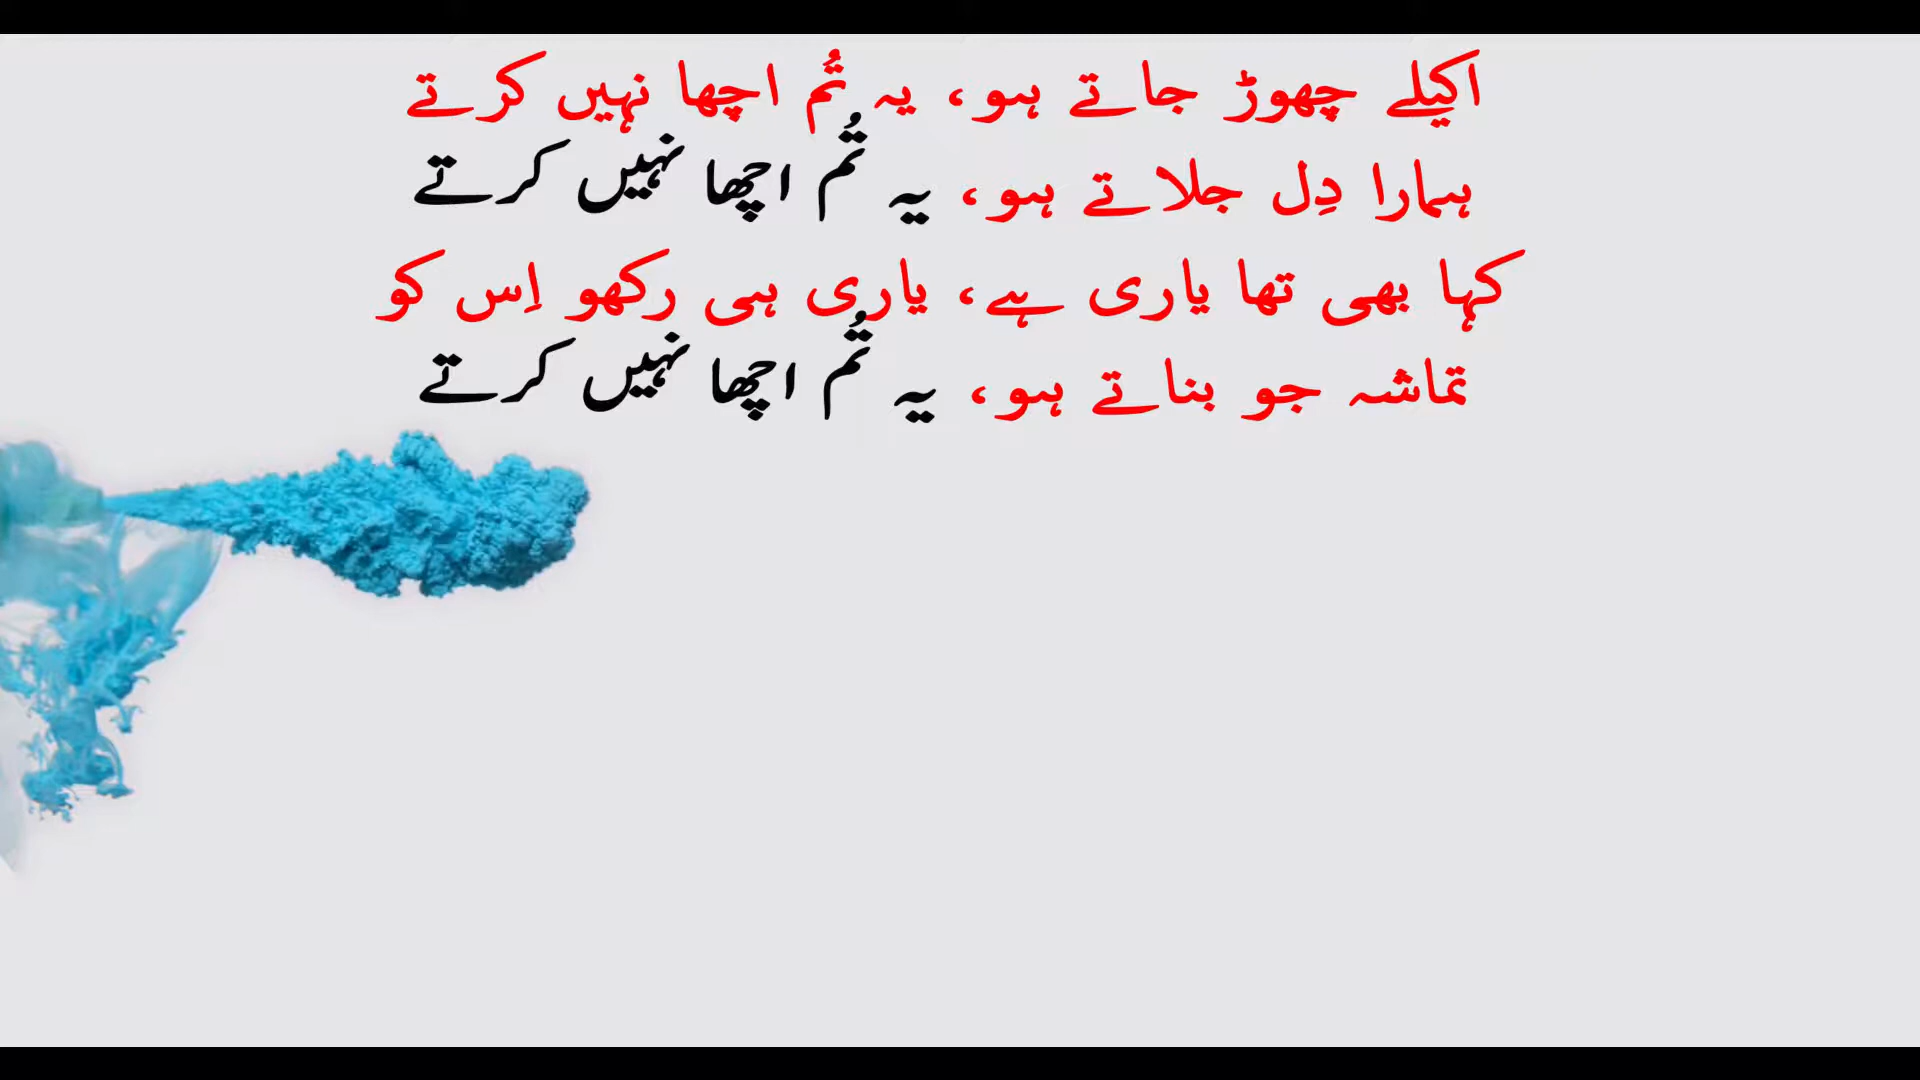 اکیلے چھوڑ جاتے ہو، یہ تُم اچھا نہیں کرتے
ہمارا دِل جلاتے ہو، یہ تُم اچھا نہیں کرتے
کہا بھی تھا یاری ہے، یاری ہی رکھو اِس کو
تماشہ جو بناتے ہو، یہ تُم اچھا نہیں کرتے